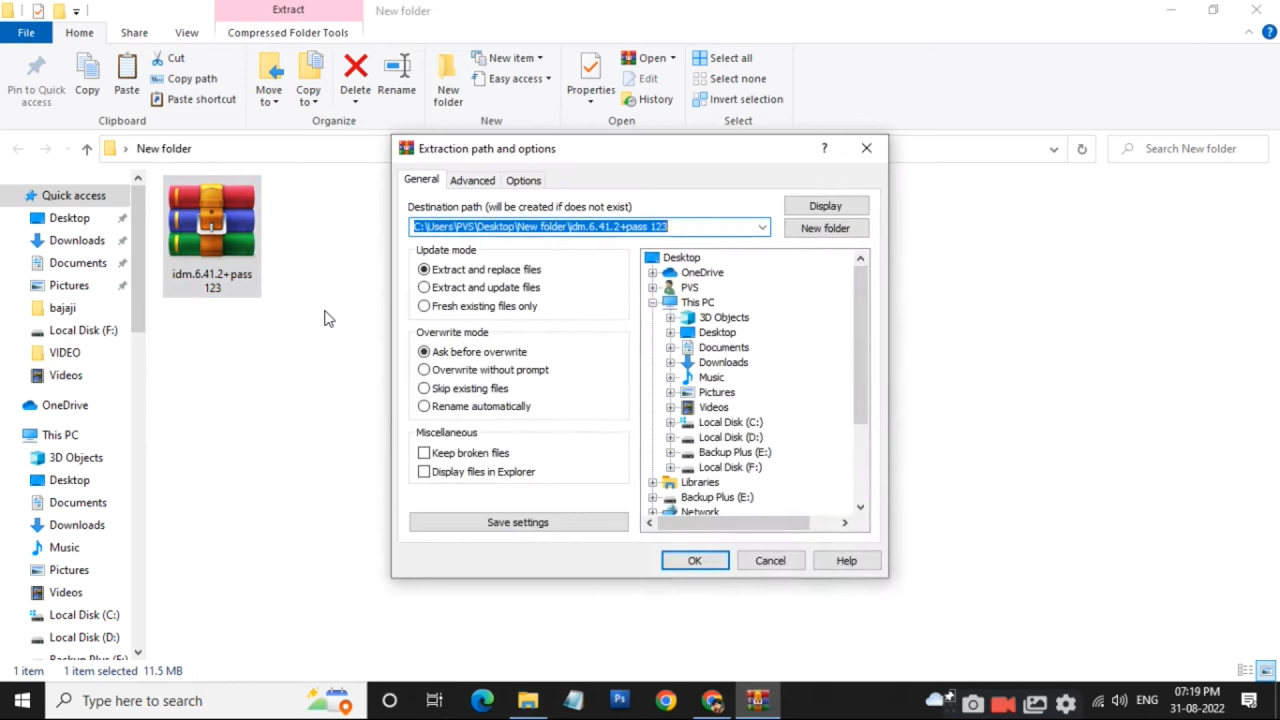 Extract
New folder
File
Home
Share
View
Compressed Folder Tools
Pin to Quick
access
Copy
Paste
Cut
Copy path
Paste shortcut
Clipboard
Move
to
Copy
to
Delete
Rename
Organize
New
folder
New item
Easy access
New
Properties
Open
Edit
History
Open
Select all
Select none
Invert selection
Select
New folder
Search New folder
Quick access
Desktop
Downloads
Documents
Pictures
bajaji
Local Disk (F:)
VIDEO
Videos
OneDrive
This PC
3D Objects
Desktop
Documents
Downloads
Music
Pictures
Videos
Local Disk (C:)
Local Disk (D:)
Backup Plus (E:)
idm.6.41.2+pass
123
Extraction path and options
?
General
Advanced
Options
Destination path (will be created if does not exist)
C:\Users\PVS\Desktop\New folder\idm.6.41.2+pass 123
Display
New folder
Update mode
Extract and replace files
Extract and update files
Fresh existing files only
Overwrite mode
Ask before overwrite
Overwrite without prompt
Skip existing files
Rename automatically
Miscellaneous
Keep broken files
Display files in Explorer
Save settings
Desktop
OneDrive
PVS
This PC
3D Objects
Desktop
Documents
Downloads
Music
Pictures
Videos
Local Disk (C:)
Local Disk (D:)
Backup Plus (E:)
Local Disk (F:)
Libraries
Backup Plus (E:)
Network
OK
Cancel
Help
1 item
1 item selected 11.5 MB
Type here to search
Ps
ENG
07:19 PM
31-08-2022